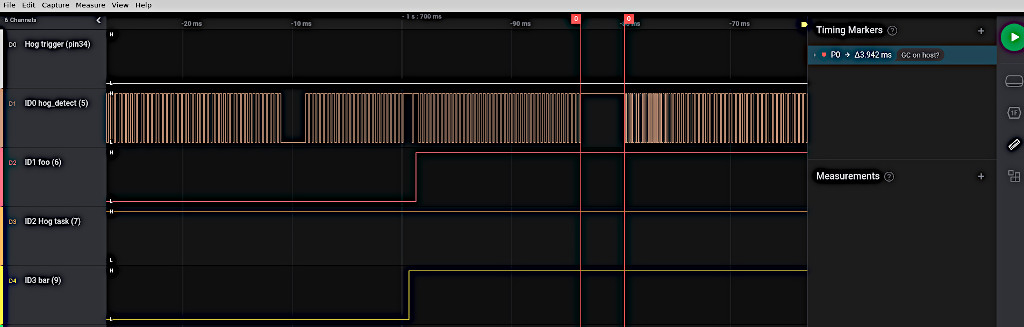 File Edit Capture Measure View Help
6 Channels
-20 ms -10 ms -1 s : 700 ms -90 ms -70 ms
0 0
D0 Hog trigger (pin34) H L
D1 ID0 hog_detect (5) H L
D2 ID1 foo (6) H L
D3 ID2 Hog task (7) H L
D4 ID3 bar (9) H L
Timing Markers ? +
P0 → Δ3.942 ms GC on host?
Measurements ? +
1F